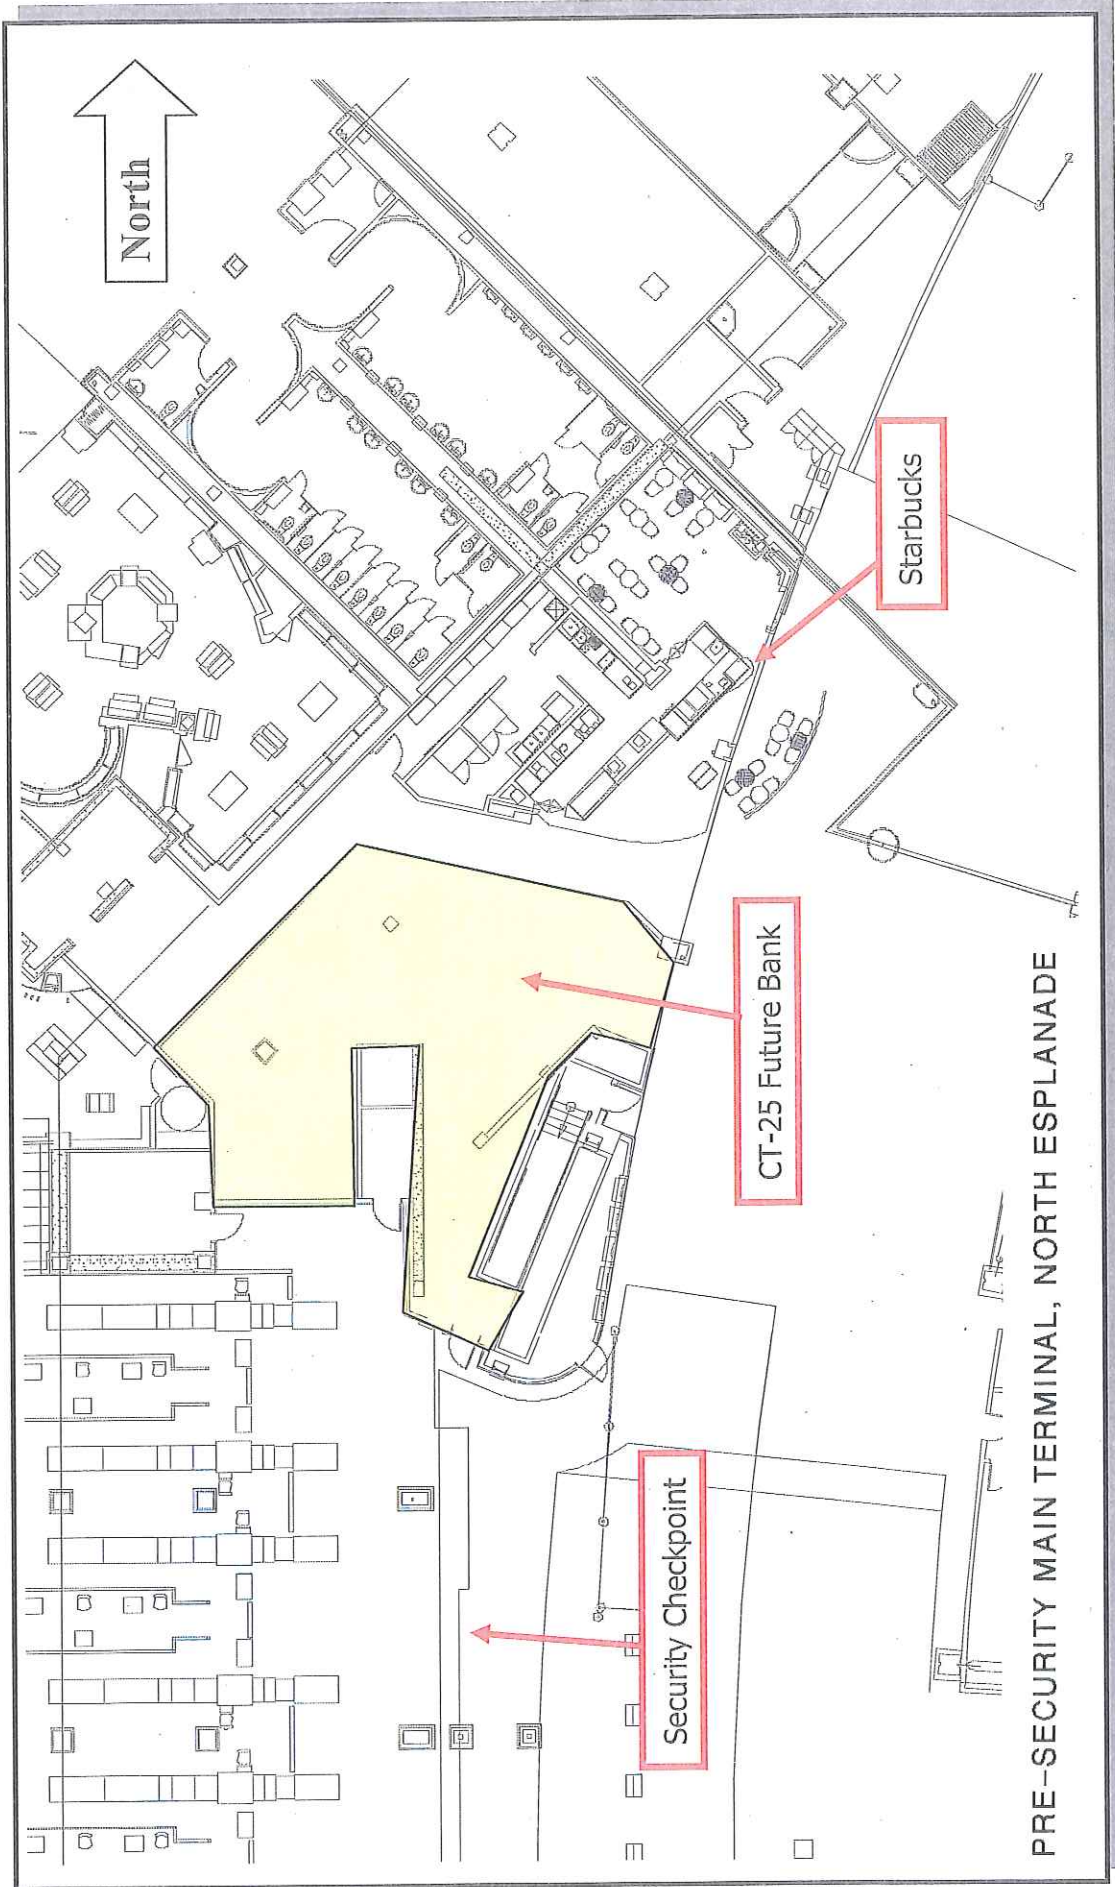 North
Starbucks
CT-25 Future Bank
Security Checkpoint
PRE-SECURITY MAIN TERMINAL, NORTH ESPLANADE